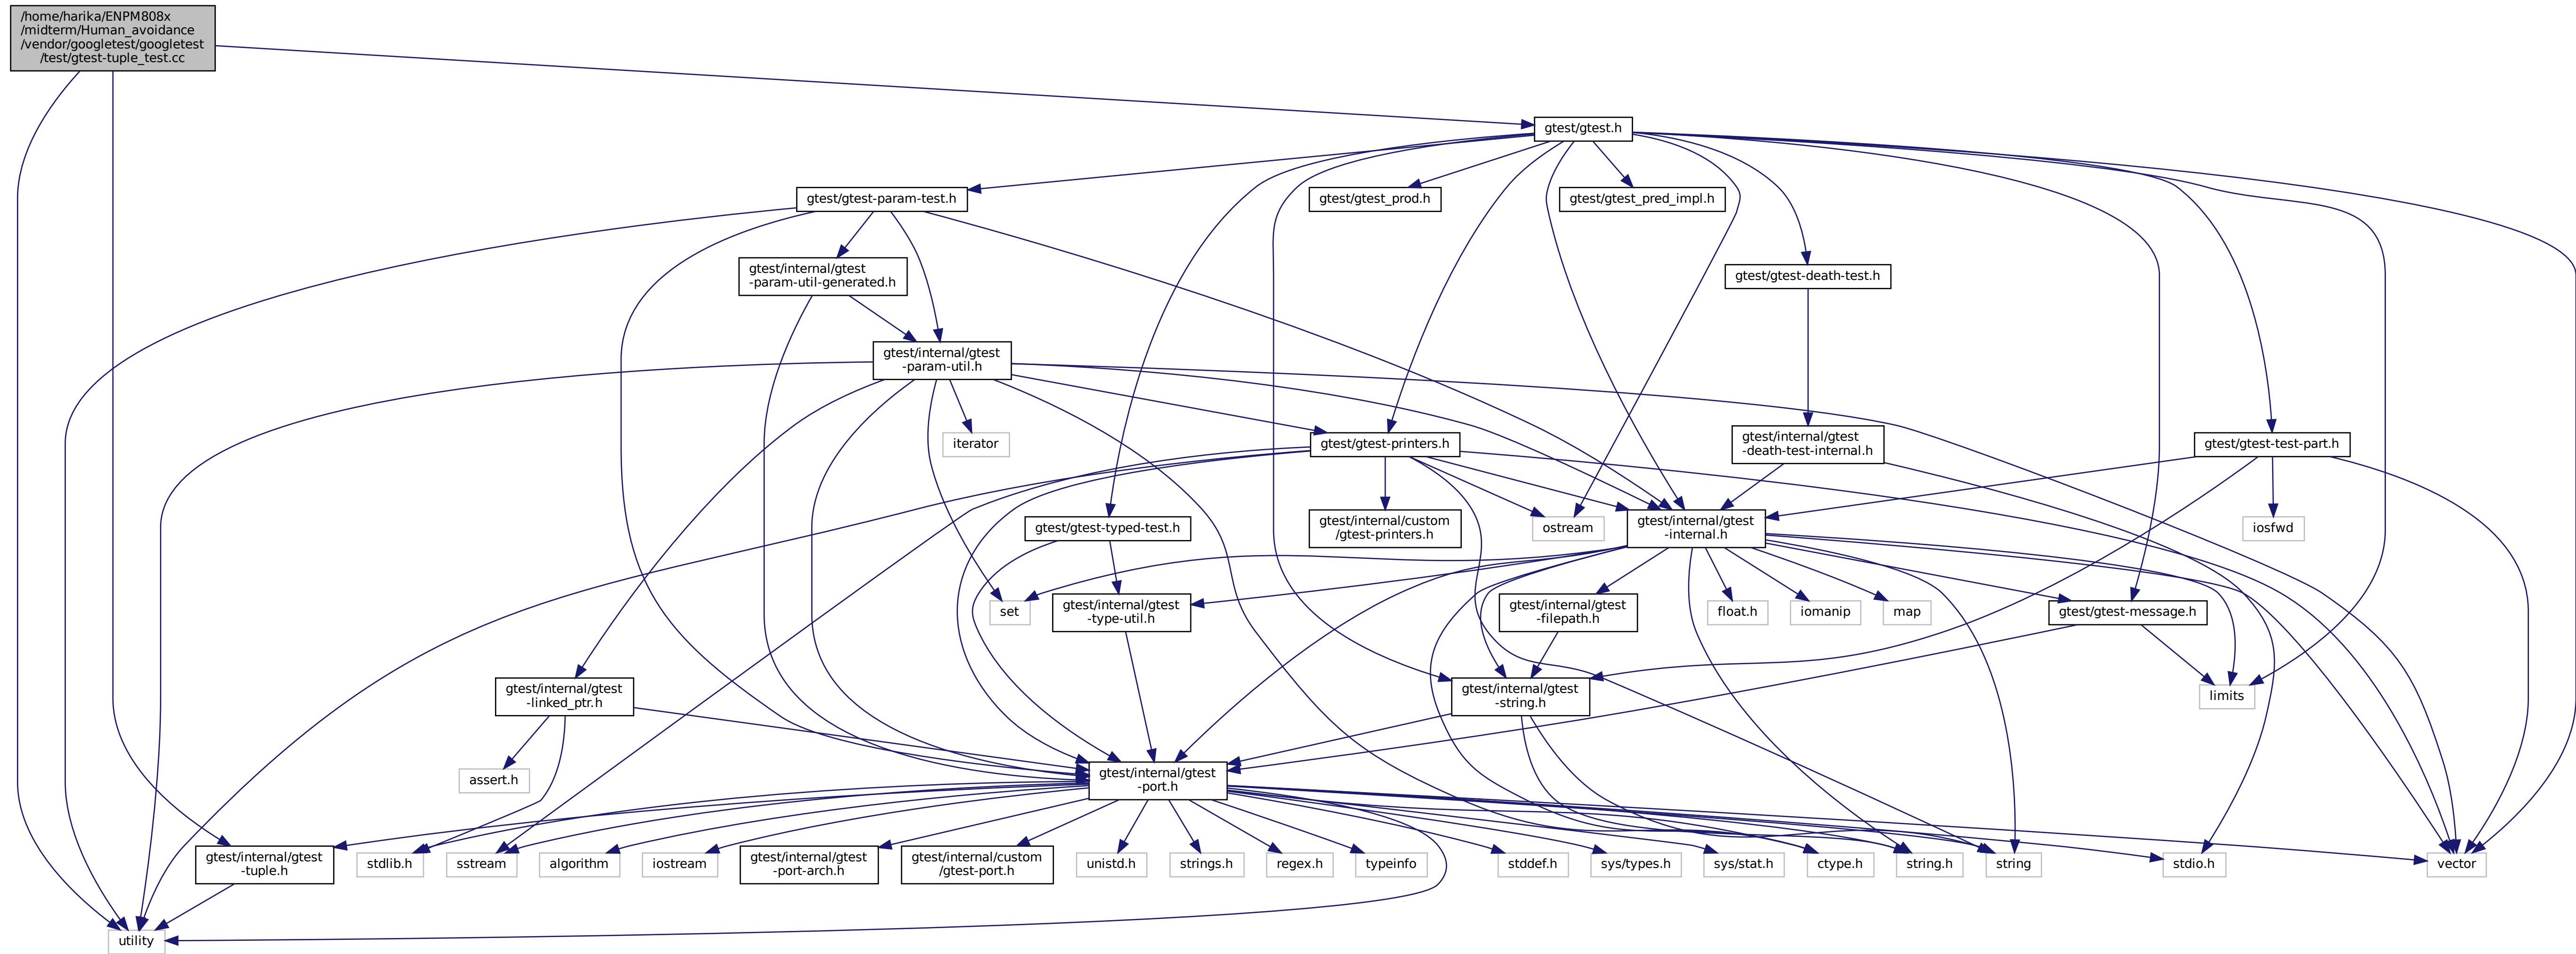 /home/harika/ENPM808x
/midterm/Human_avoidance
/vendor/googletest/googletest
/test/gtest-tuple_test.cc
gtest/gtest.h
gtest/gtest-param-test.h
gtest/gtest_prod.h
gtest/gtest_pred_impl.h
gtest/internal/gtest
-param-util-generated.h
gtest/gtest-death-test.h
gtest/internal/gtest
-param-util.h
iterator
gtest/gtest-printers.h
gtest/internal/gtest
-death-test-internal.h
gtest/gtest-test-part.h
gtest/gtest-typed-test.h
gtest/internal/custom
/gtest-printers.h
ostream
gtest/internal/gtest
-internal.h
iosfwd
set
gtest/internal/gtest
-type-util.h
gtest/internal/gtest
-filepath.h
float.h
iomanip
map
gtest/gtest-message.h
gtest/internal/gtest
-linked_ptr.h
gtest/internal/gtest
-string.h
limits
assert.h
gtest/internal/gtest
-port.h
gtest/internal/gtest
-tuple.h
stdlib.h
sstream
algorithm
iostream
gtest/internal/gtest
-port-arch.h
gtest/internal/custom
/gtest-port.h
unistd.h
strings.h
regex.h
typeinfo
stddef.h
sys/types.h
sys/stat.h
ctype.h
string.h
string
stdio.h
vector
utility